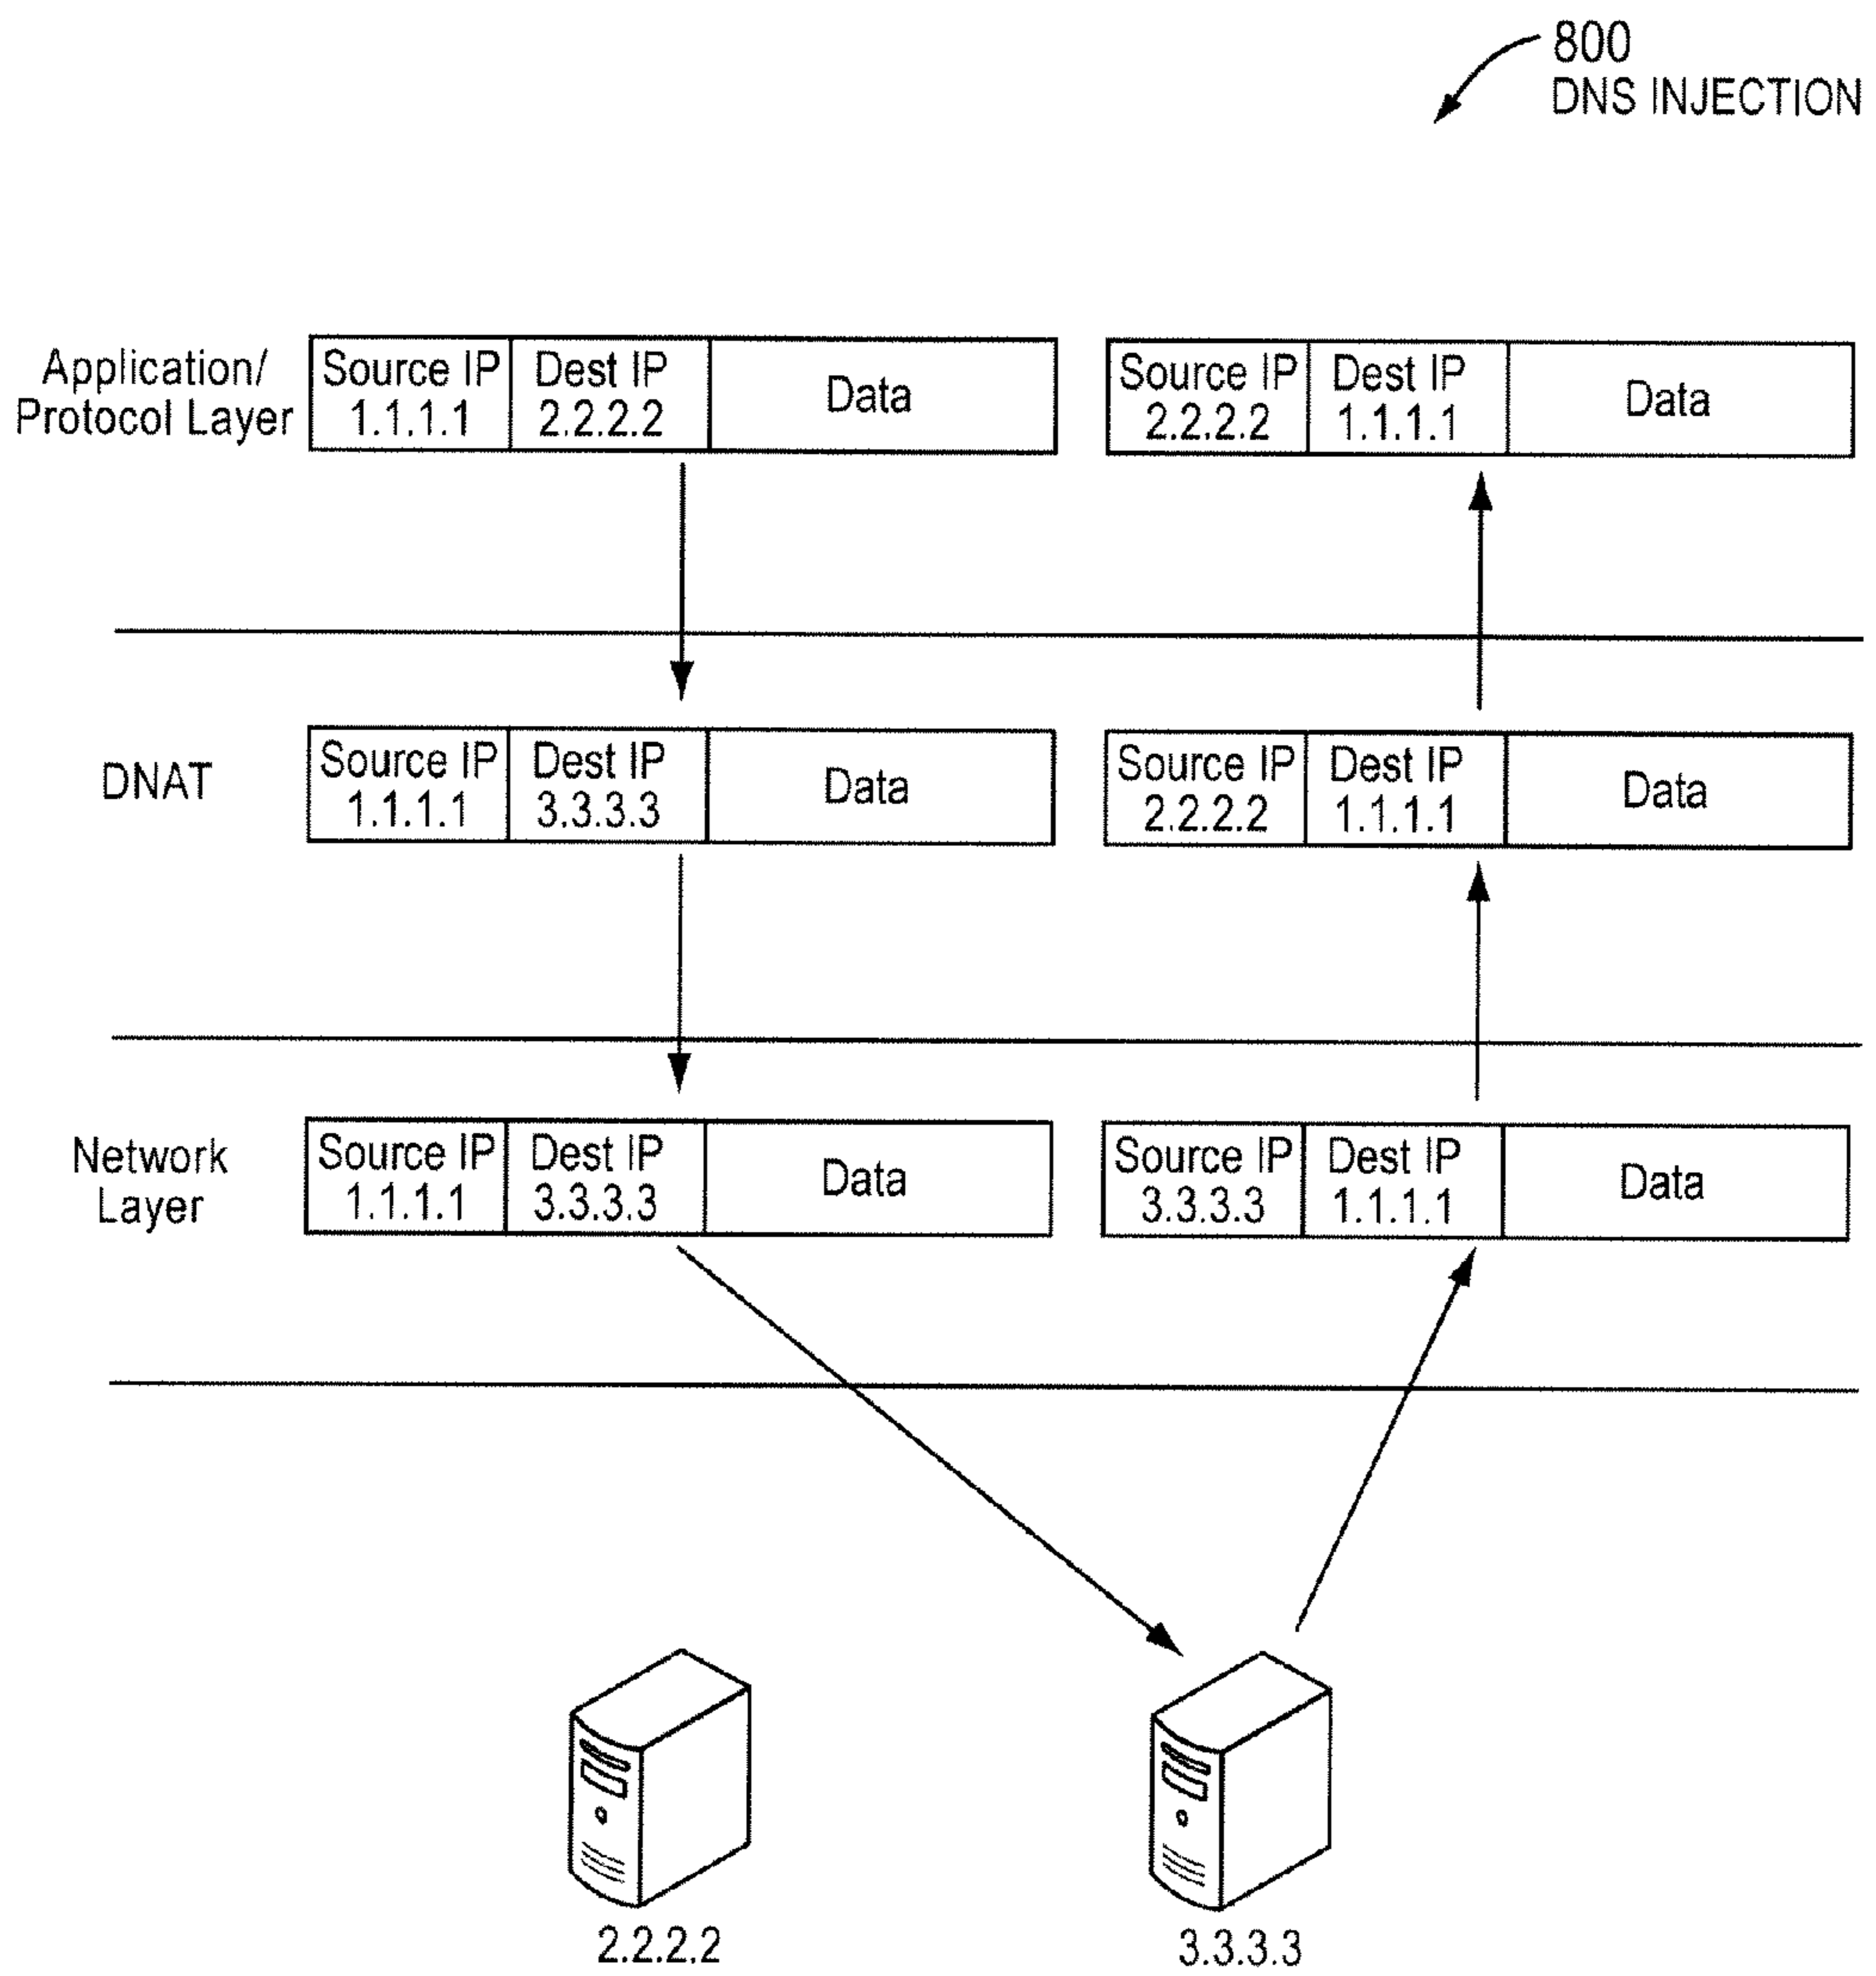 800
DNS INJECTION
Application/
Protocol Layer
Source IP
1.1.1.1
Dest IP
2.2.2.2
Data
Source IP
2.2.2.2
Dest IP
1.1.1.1
Data
DNAT
Source IP
1.1.1.1
Dest IP
3.3.3.3
Data
Source IP
2.2.2.2
Dest IP
1.1.1.1
Data
Network
Layer
Source IP
1.1.1.1
Dest IP
3.3.3.3
Data
Source IP
3.3.3.3
Dest IP
1.1.1.1
Data
2.2.2.2
3.3.3.3